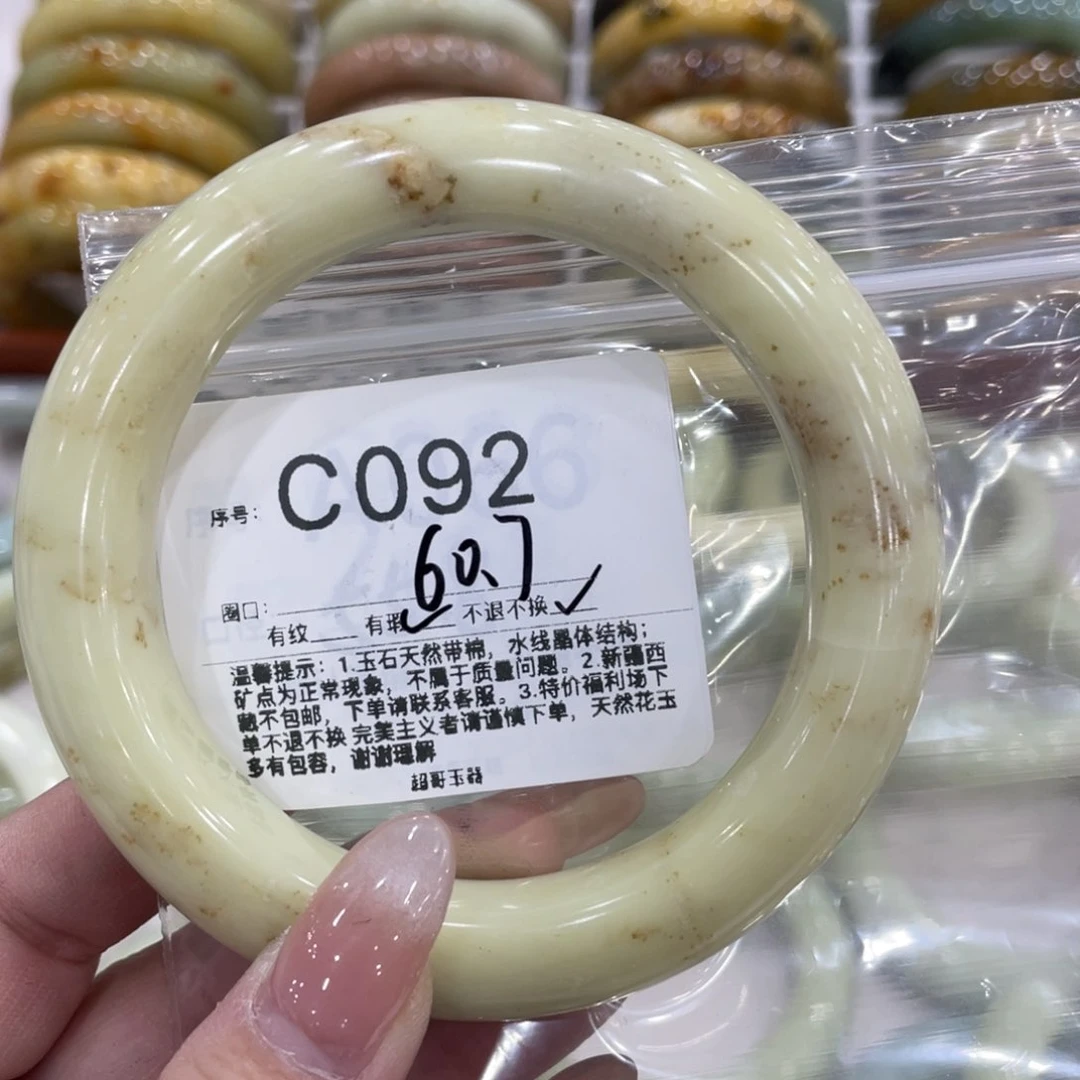 序号: C092
圈口: 60.7
有纹____ 有瑕✓ 不退不换✓
温馨提示: 1.玉石天然带棉, 水线晶体结构;
矿点为正常现象, 不属于质量问题。2.新疆西
藏不包邮, 下单请联系客服。3.特价福利场下
单不退不换 完美主义者请谨慎下单, 天然花玉
多有包容, 谢谢理解
超哥玉器